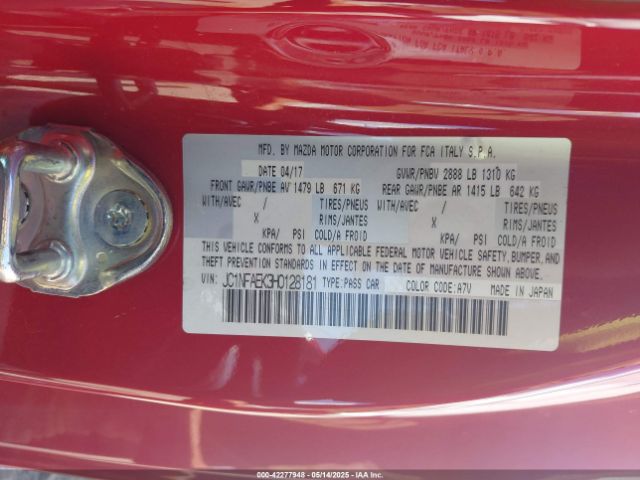 MFD. BY MAZDA MOTOR CORPORATION FOR FCA ITALY S.P.A.
DATE 04/17 GVWR/PNBV 2888 LB 1310 KG
FRONT GAWR/PNBE AV 1479 LB 671 KG REAR GAWR/PNBE AR 1415 LB 642 KG
WITH/AVEC / TIRES/PNEUS WITH/AVEC / TIRES/PNEUS
X RIMS/JANTES X RIMS/JANTES
KPA/ PSI COLD/A FROID KPA/ PSI COLD/A FROID
THIS VEHICLE CONFORMS TO ALL APPLICABLE FEDERAL MOTOR VEHICLE SAFETY, BUMPER, AND
THEFT PREVENTION STANDARDS IN EFFECT ON THE DATE OF MANUFACTURE SHOWN ABOVE.
VIN: JC1NFAEK3H0128181 TYPE:PASS CAR COLOR CODE:A7V MADE IN JAPAN
000-42277948 - 05/14/2025 - IAAI.COM